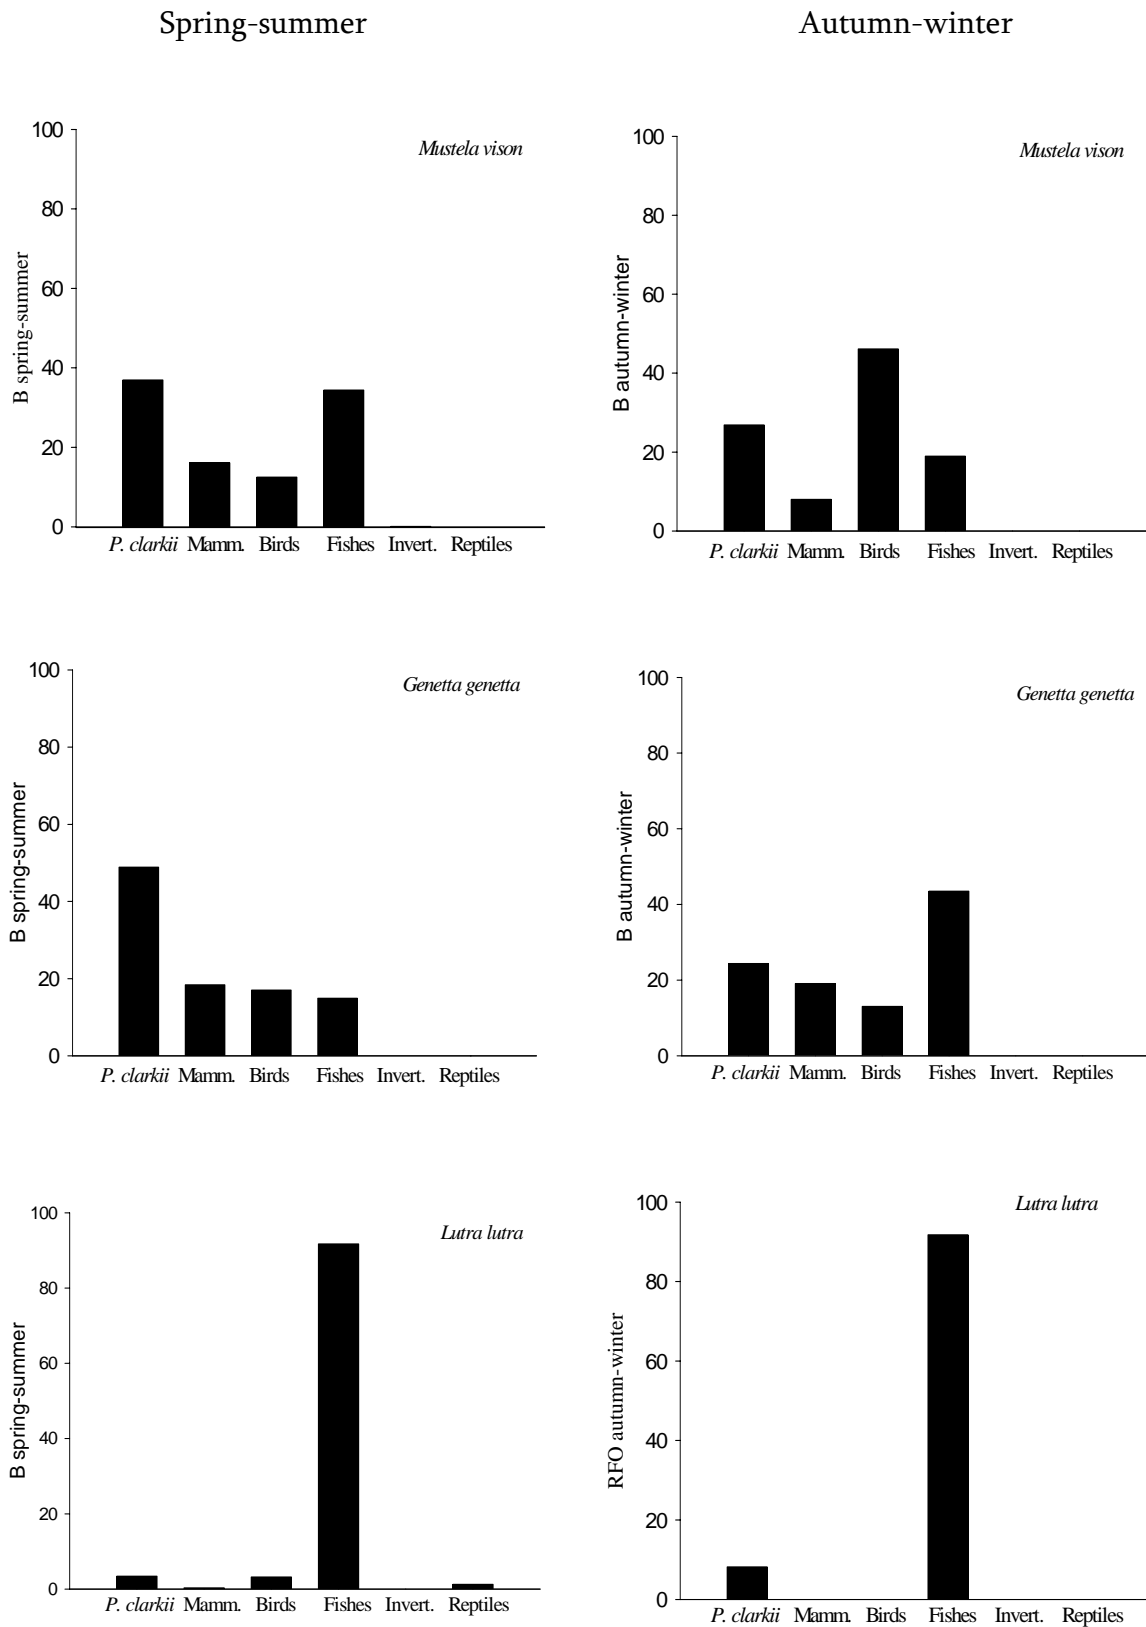 Spring-summer
Autumn-winter
Mustela vison
B spring-summer
100
80
60
40
20
0
P. clarkii Mamm. Birds Fishes Invert. Reptiles
Mustela vison
B autumn-winter
100
80
60
40
20
0
P. clarkii Mamm. Birds Fishes Invert. Reptiles
Genetta genetta
B spring-summer
100
80
60
40
20
0
P. clarkii Mamm. Birds Fishes Invert. Reptiles
Genetta genetta
B autumn-winter
100
80
60
40
20
0
P. clarkii Mamm. Birds Fishes Invert. Reptiles
Lutra lutra
B spring-summer
100
80
60
40
20
0
P. clarkii Mamm. Birds Fishes Invert. Reptiles
Lutra lutra
RFO autumn-winter
100
80
60
40
20
0
P. clarkii Mamm. Birds Fishes Invert. Reptiles